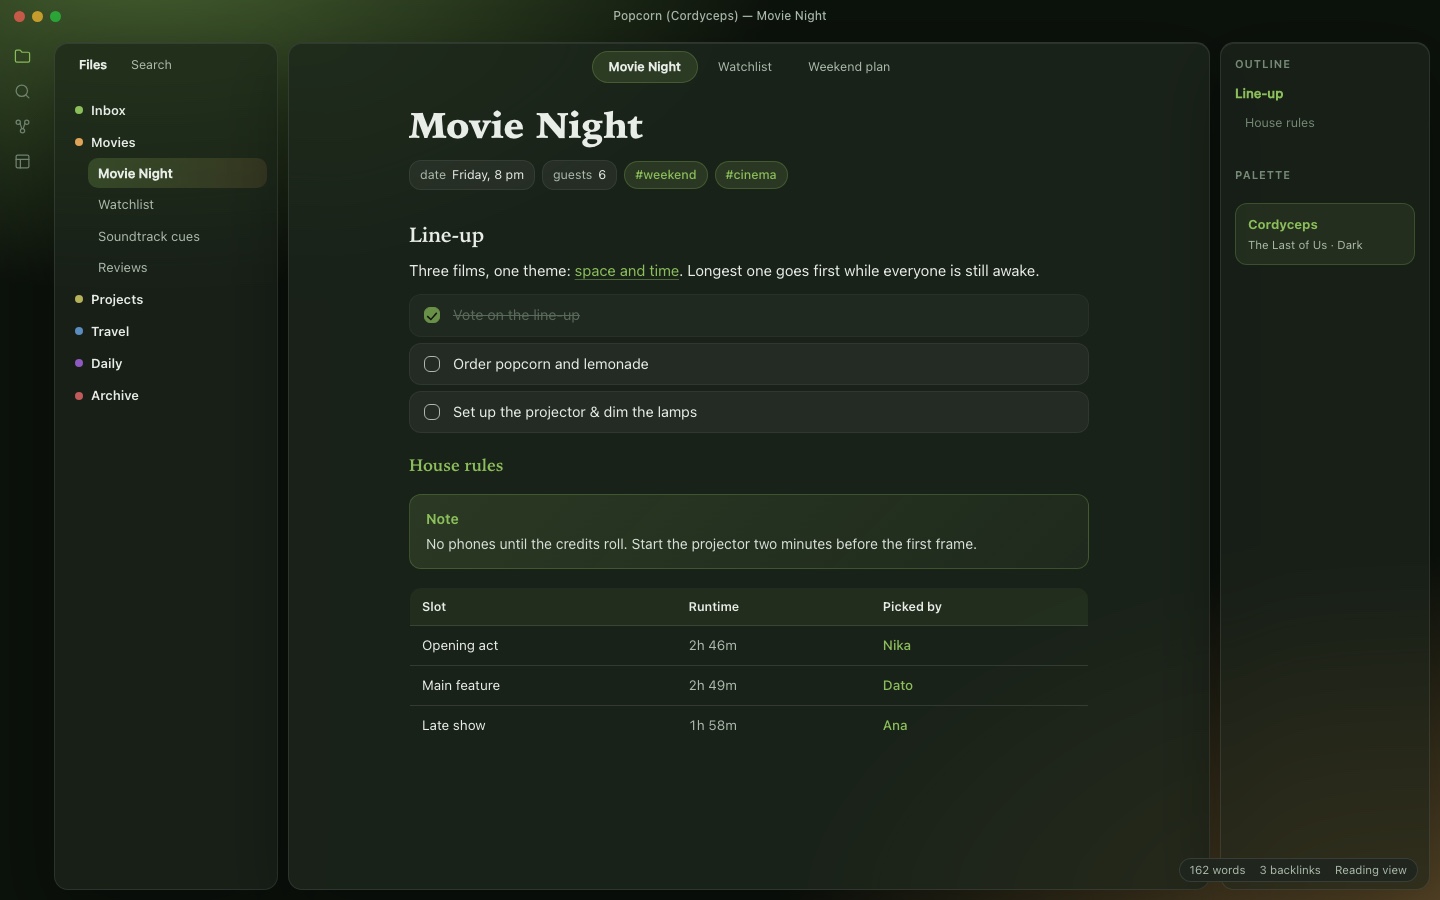 Popcorn (Cordyceps) — Movie Night
Files Search
Inbox
Movies
Movie Night
Watchlist
Soundtrack cues
Reviews
Projects
Travel
Daily
Archive
Movie Night Watchlist Weekend plan
Movie Night
date Friday, 8 pm guests 6 #weekend #cinema
Line-up
Three films, one theme: space and time. Longest one goes first while everyone is still awake.
Vote on the line-up
Order popcorn and lemonade
Set up the projector & dim the lamps
House rules
Note
No phones until the credits roll. Start the projector two minutes before the first frame.
Slot Runtime Picked by
Opening act 2h 46m Nika
Main feature 2h 49m Dato
Late show 1h 58m Ana
OUTLINE
Line-up
House rules
PALETTE
Cordyceps
The Last of Us · Dark
162 words 3 backlinks Reading view